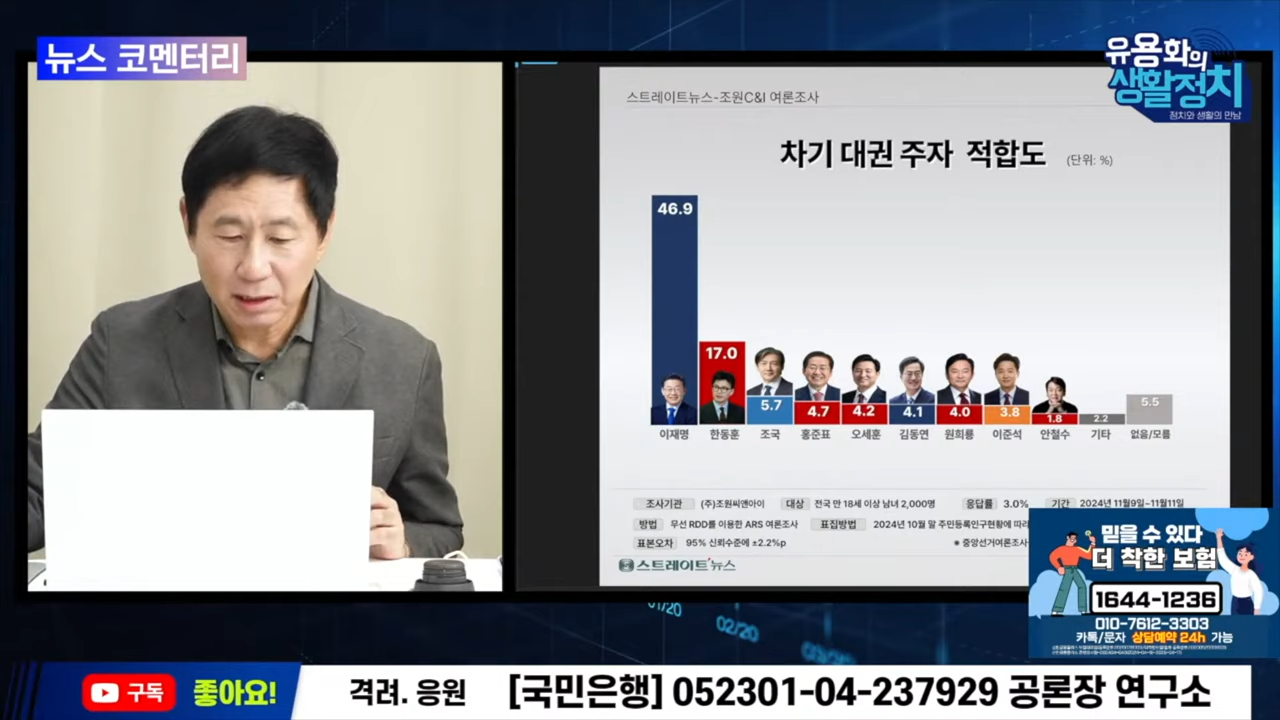 뉴스 코멘터리
유용화의
생활정치
정치와 생활의 만남
스트레이트뉴스-조원C&I 여론조사
차기 대권 주자 적합도 (단위: %)
46.9
17.0
5.7
4.7
4.2
4.1
4.0
3.8
1.8
2.2
5.5
이재명 한동훈 조국 홍준표 오세훈 김동연 원희룡 이준석 안철수 기타 없음/모름
조사기관 (주)조원씨앤아이 대상 전국 만 18세 이상 남녀 2,000명 응답률 3.0% 기간 2024년 11월9일~11월11일
방법 무선 RDD를 이용한 ARS 여론조사 표집방법 2024년 10월 말 주민등록인구현황에 따라
표본오차 95% 신뢰수준에 ±2.2%p ※ 중앙선거여론조사
스트레이트뉴스
믿을 수 있다
더 착한 보험
1644-1236
010-7612-3303
카톡/문자 상담예약 24h 가능
01/20
02/20
구독 좋아요! 격려. 응원 [국민은행] 052301-04-237929 공론장 연구소